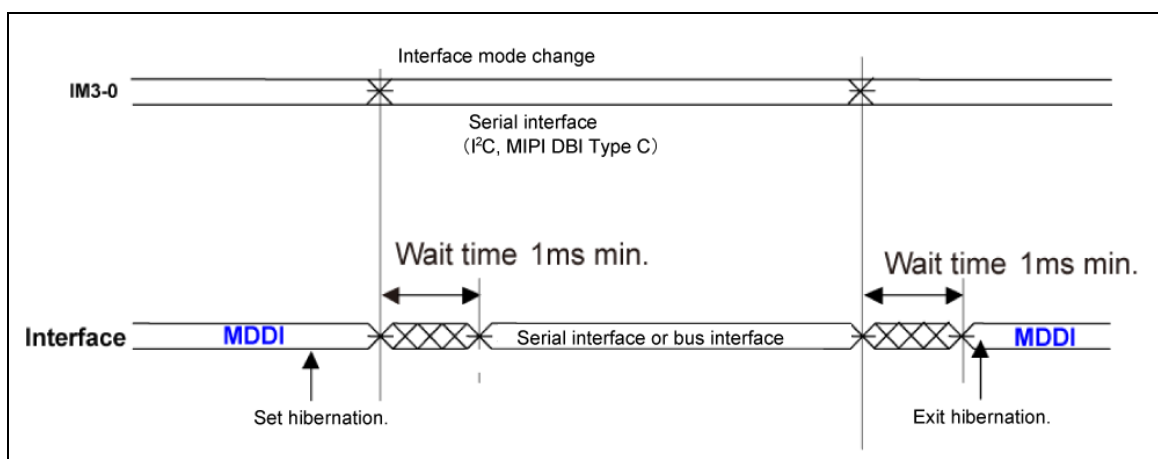 Interface mode change
IM3-0
Serial interface
（I²C, MIPI DBI Type C）
Wait time 1ms min.
Wait time 1ms min.
Interface
MDDI
Serial interface or bus interface
MDDI
Set hibernation.
Exit hibernation.